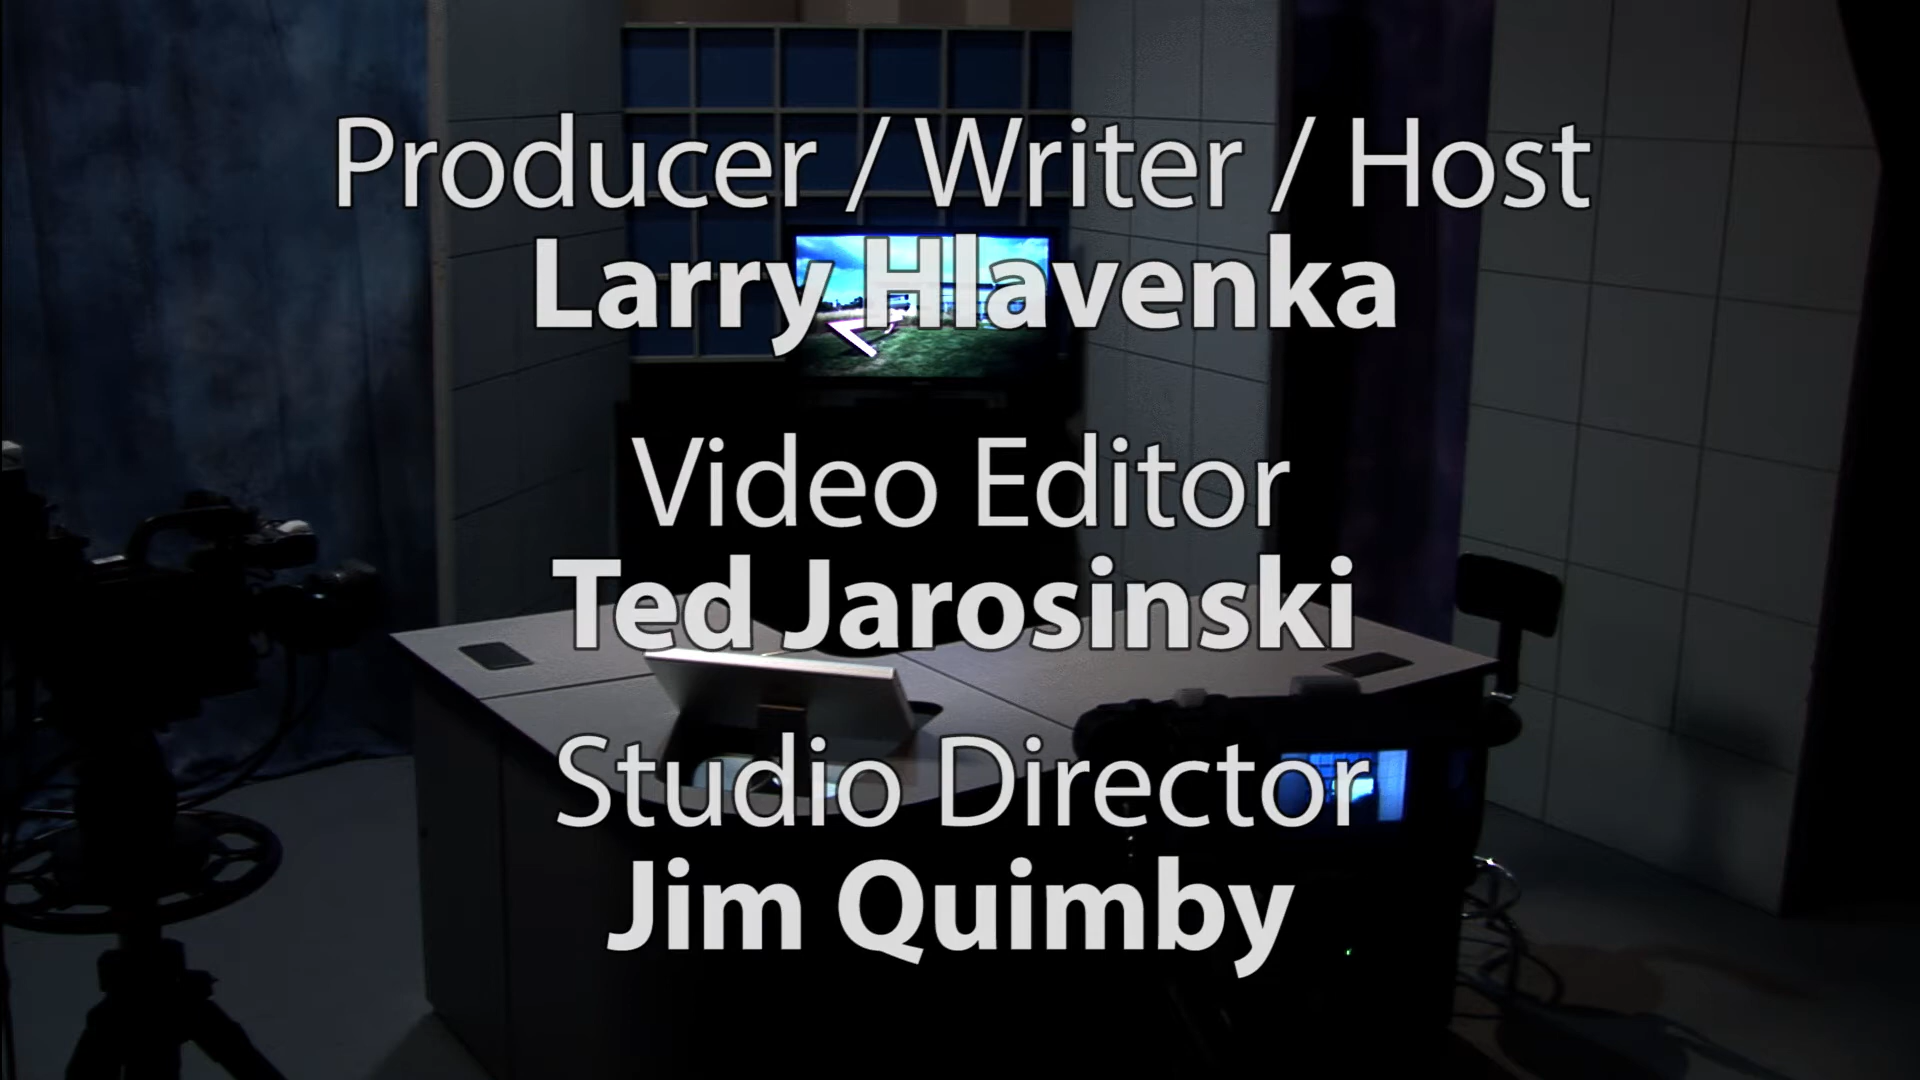 Producer / Writer / Host
Larry Hlavenka
Video Editor
Ted Jarosinski
Studio Director
Jim Quimby